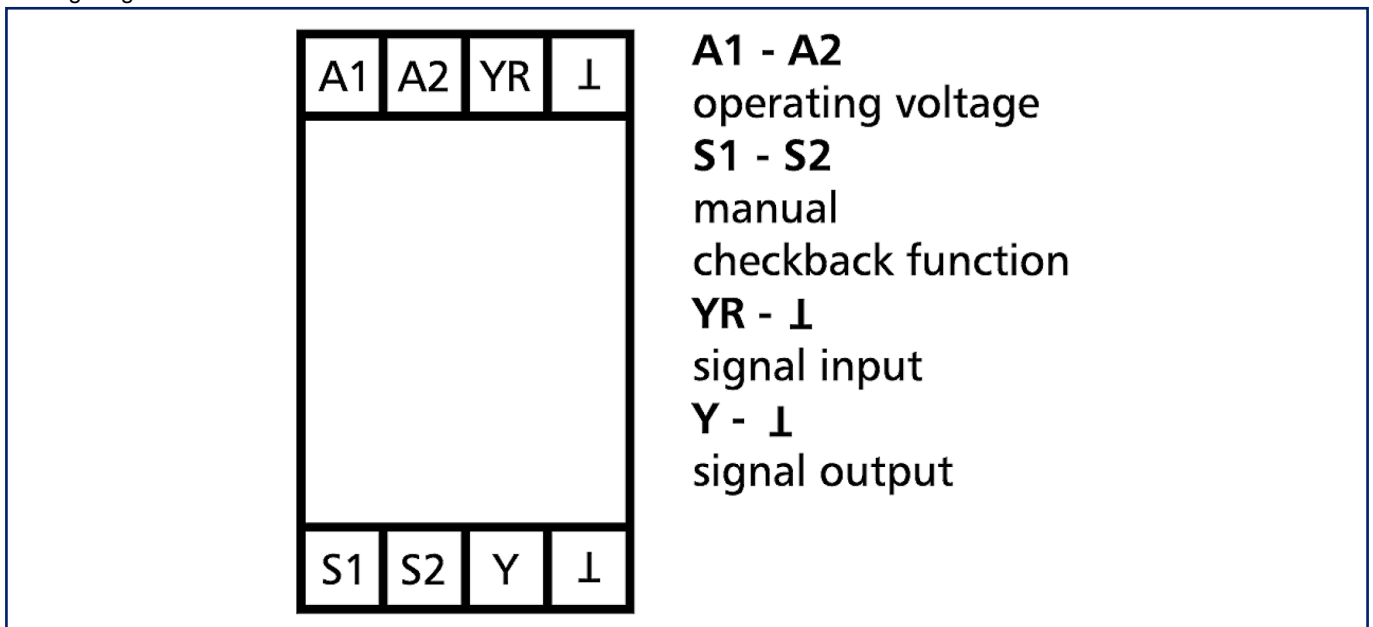 A1 A2 YR ⊥
A1 - A2
operating voltage
S1 - S2
manual
checkback function
YR - ⊥
signal input
Y - ⊥
signal output
S1 S2 Y ⊥